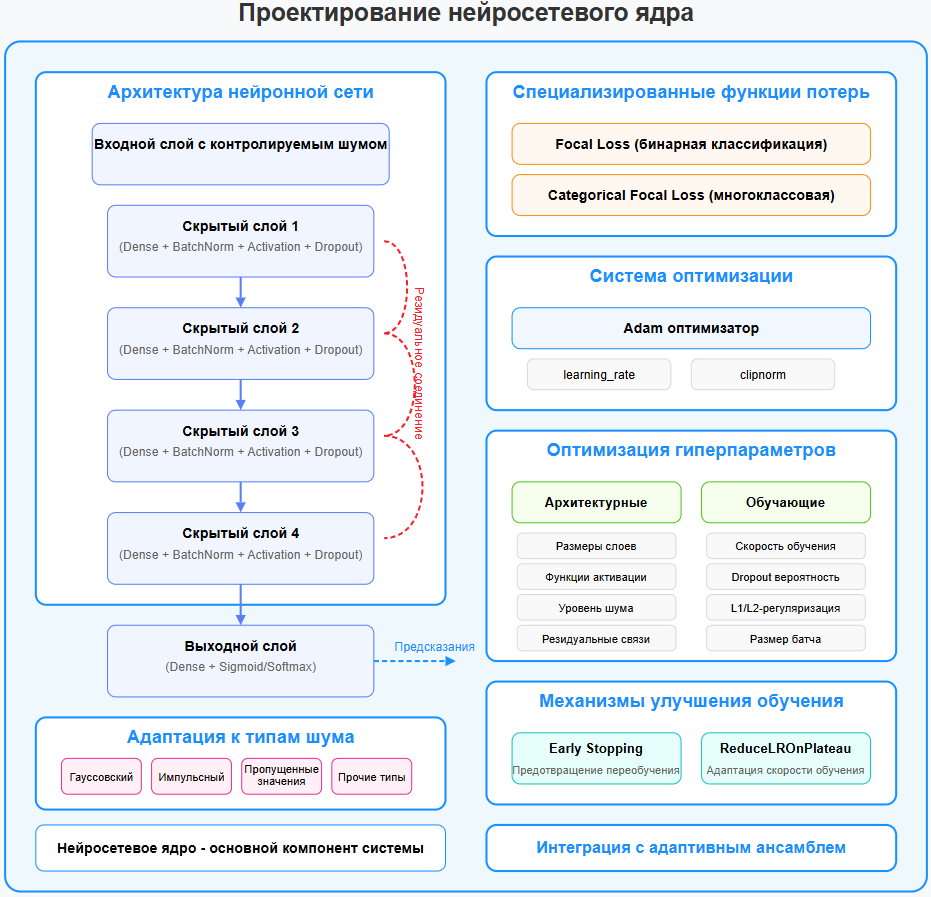 Проектирование нейросетевого ядра
Архитектура нейронной сети
Входной слой с контролируемым шумом
Скрытый слой 1
(Dense + BatchNorm + Activation + Dropout)
Скрытый слой 2
(Dense + BatchNorm + Activation + Dropout)
Скрытый слой 3
(Dense + BatchNorm + Activation + Dropout)
Скрытый слой 4
(Dense + BatchNorm + Activation + Dropout)
Резидуальное соединение
Выходной слой
(Dense + Sigmoid/Softmax)
Предсказания
Адаптация к типам шума
Гауссовский
Импульсный
Пропущенные
значения
Прочие типы
Нейросетевое ядро - основной компонент системы
Специализированные функции потерь
Focal Loss (бинарная классификация)
Categorical Focal Loss (многоклассовая)
Система оптимизации
Adam оптимизатор
learning_rate
clipnorm
Оптимизация гиперпараметров
Архитектурные
Размеры слоев
Функции активации
Уровень шума
Резидуальные связи
Обучающие
Скорость обучения
Dropout вероятность
L1/L2-регуляризация
Размер батча
Механизмы улучшения обучения
Early Stopping
Предотвращение переобучения
ReduceLROnPlateau
Адаптация скорости обучения
Интеграция с адаптивным ансамблем